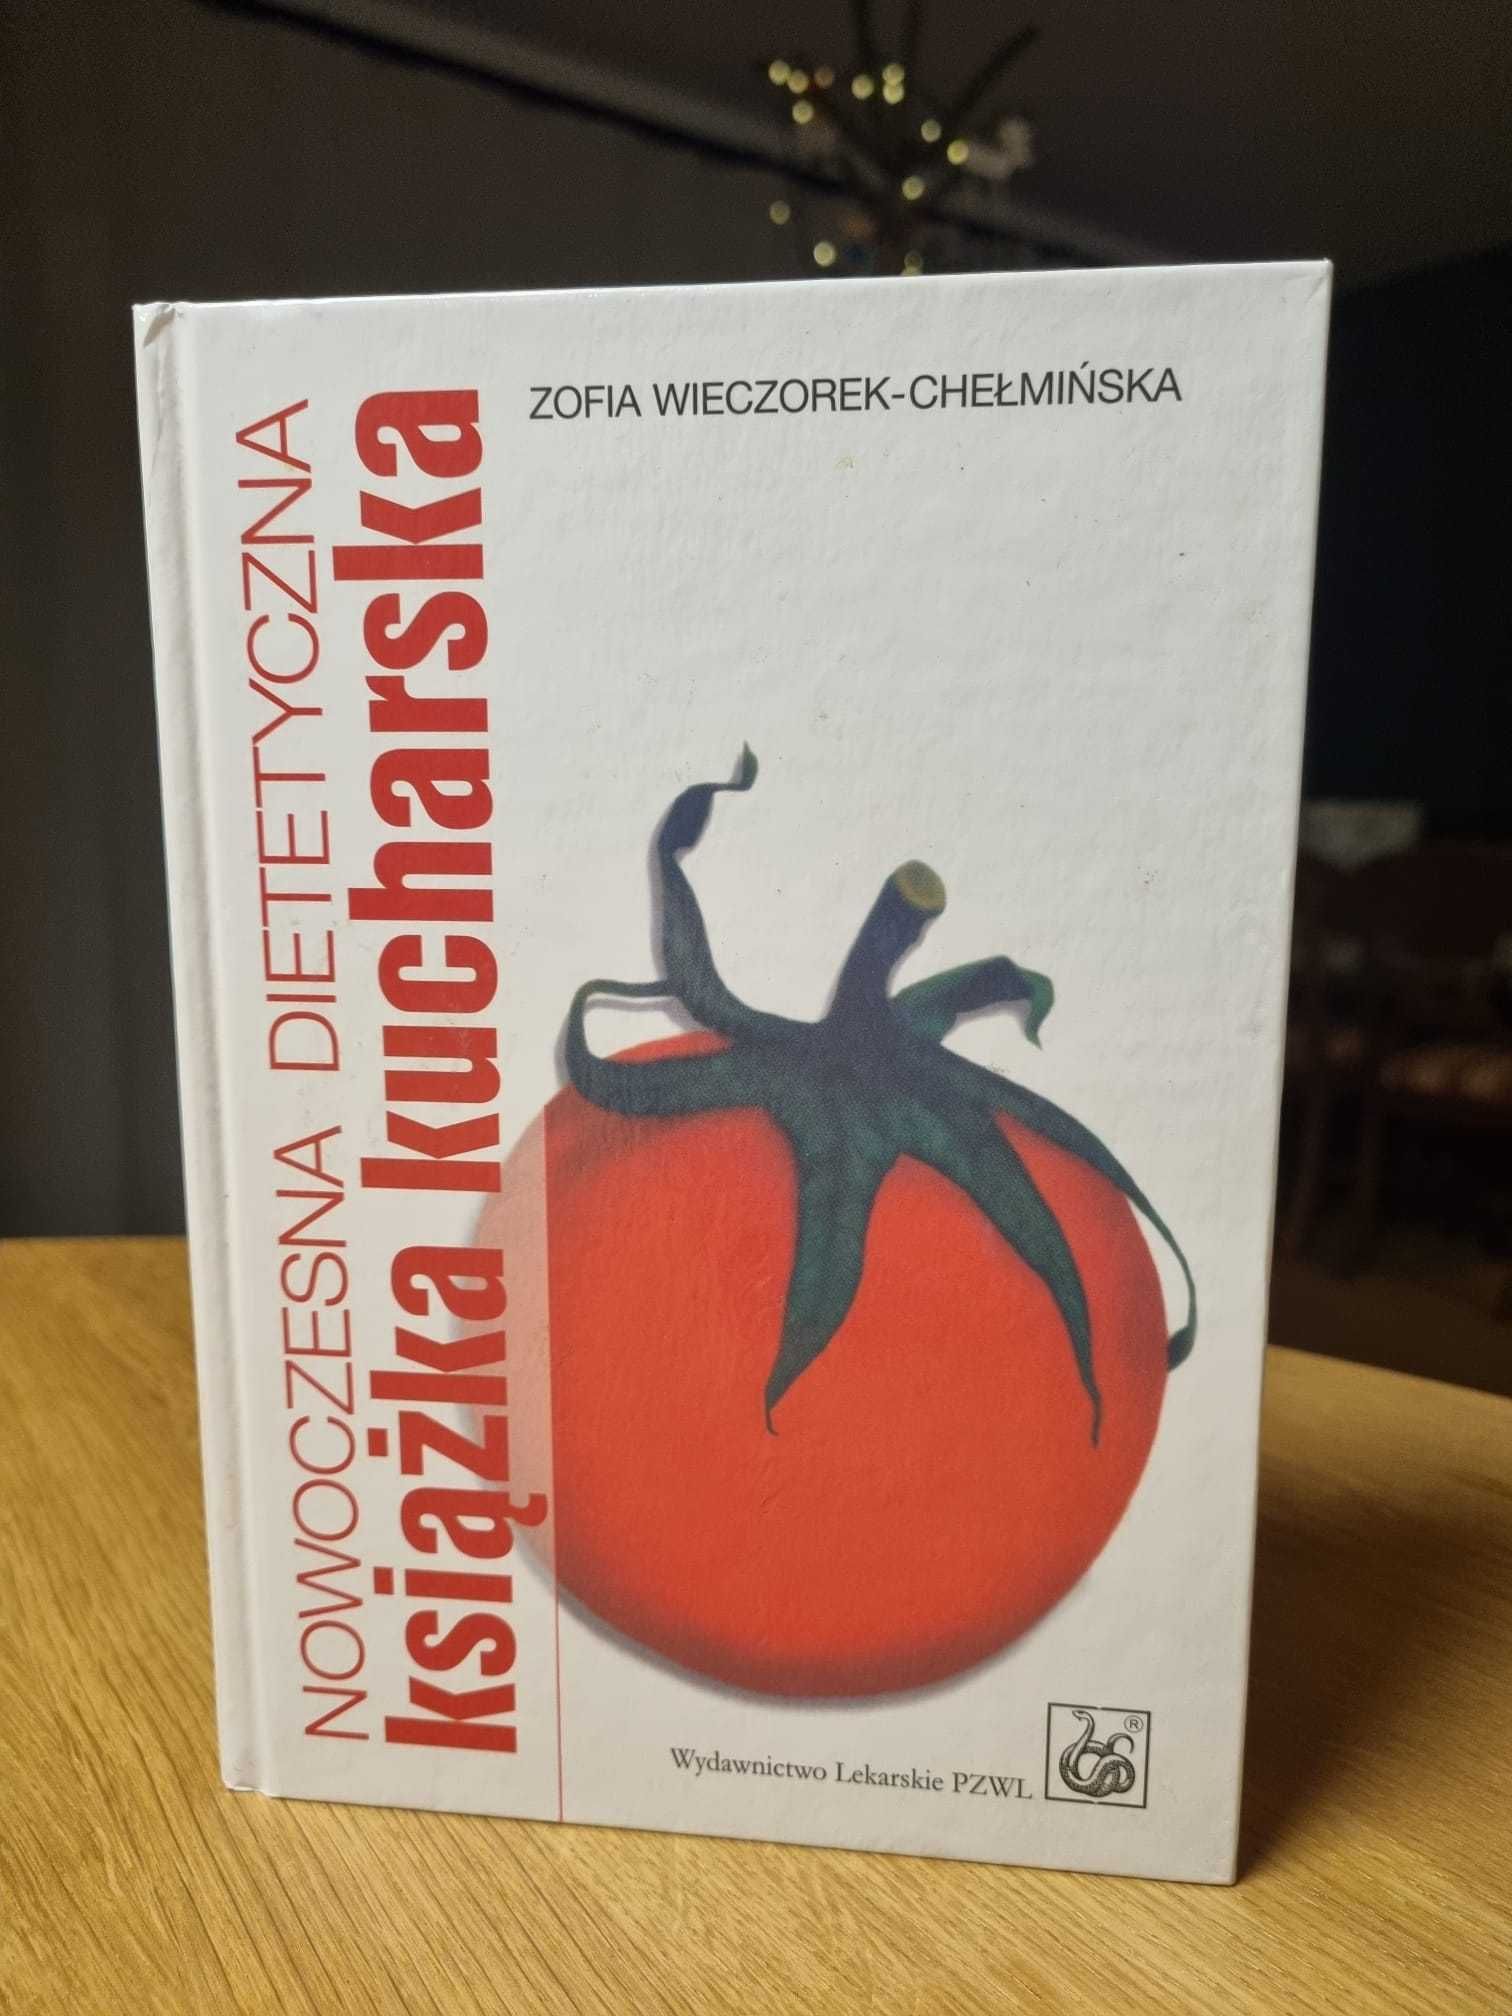 ZOFIA WIECZOREK-CHEŁMIŃSKA
NOWOCZESNA DIETETYCZNA
książka kucharska
Wydawnictwo Lekarskie PZWL
®